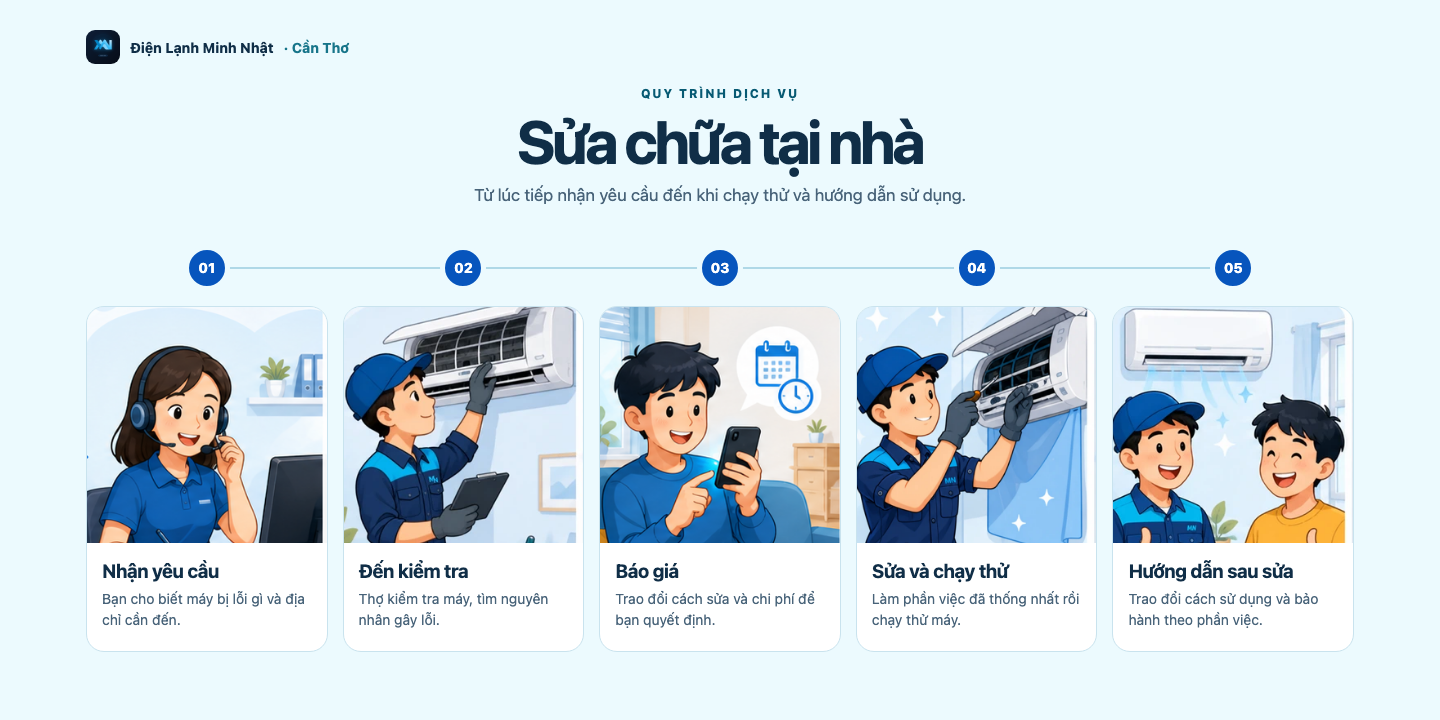 Điện Lạnh Minh Nhật · Cần Thơ
QUY TRÌNH DỊCH VỤ
Sửa chữa tại nhà
Từ lúc tiếp nhận yêu cầu đến khi chạy thử và hướng dẫn sử dụng.
01
02
03
04
05
MN
MN
MN
Nhận yêu cầu
Bạn cho biết máy bị lỗi gì và địa
chỉ cần đến.
Đến kiểm tra
Thợ kiểm tra máy, tìm nguyên
nhân gây lỗi.
Báo giá
Trao đổi cách sửa và chi phí để
bạn quyết định.
Sửa và chạy thử
Làm phần việc đã thống nhất rồi
chạy thử máy.
Hướng dẫn sau sửa
Trao đổi cách sử dụng và bảo
hành theo phần việc.